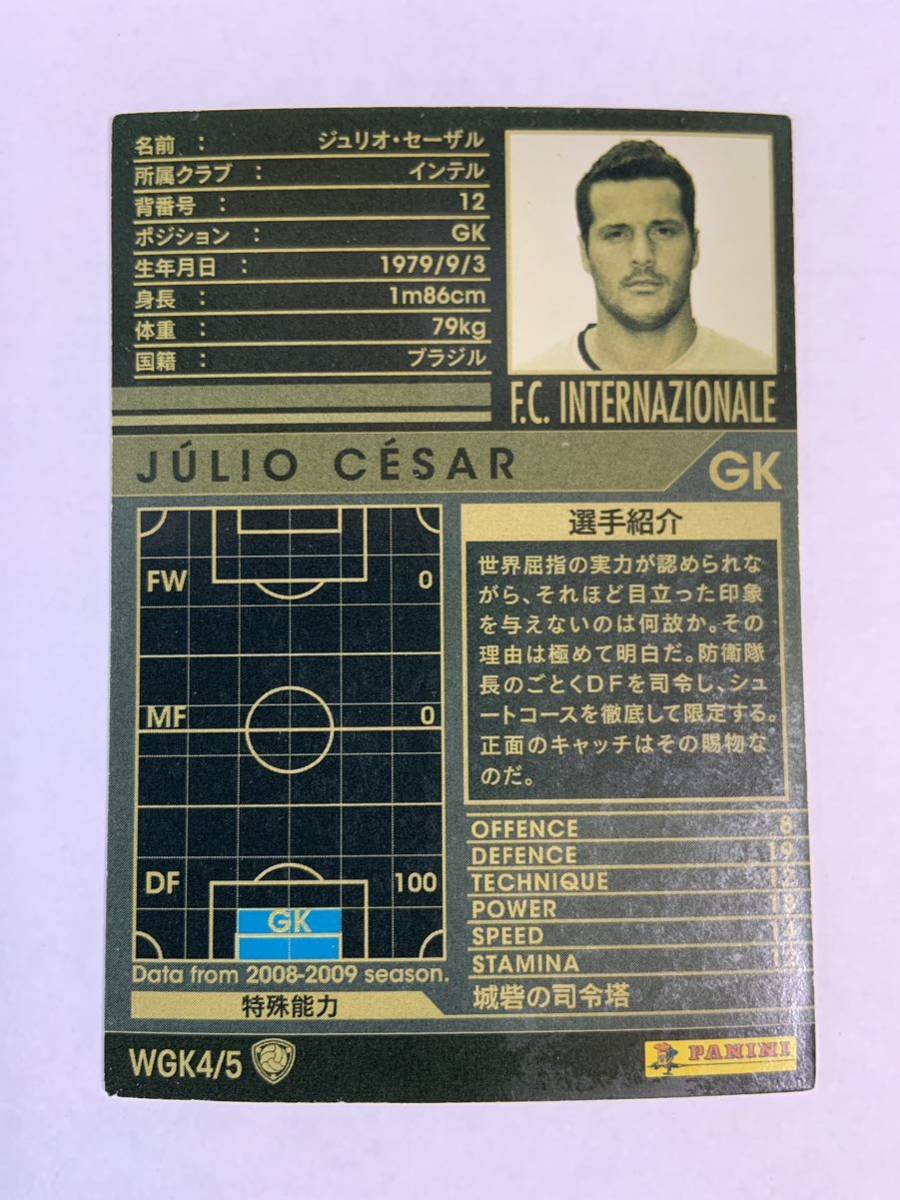 名前 : ジュリオ・セーザル
所属クラブ : インテル
背番号 : 12
ポジション : GK
生年月日 : 1979/9/3
身長 : 1m86cm
体重 : 79kg
国籍 : ブラジル
F.C. INTERNAZIONALE
JÚLIO CÉSAR GK
FW 0
MF 0
DF 100
GK
Data from 2008-2009 season.
特殊能力
選手紹介
世界屈指の実力が認められな
がら、それほど目立った印象
を与えないのは何故か。その
理由は極めて明白だ。防衛隊
長のごとくDFを司令し、シュ
ートコースを徹底して限定する。
正面のキャッチはその賜物な
のだ。
OFFENCE 8
DEFENCE 19
TECHNIQUE 12
POWER
SPEED 14
STAMINA
城砦の司令塔
WGK4/5
PANINI